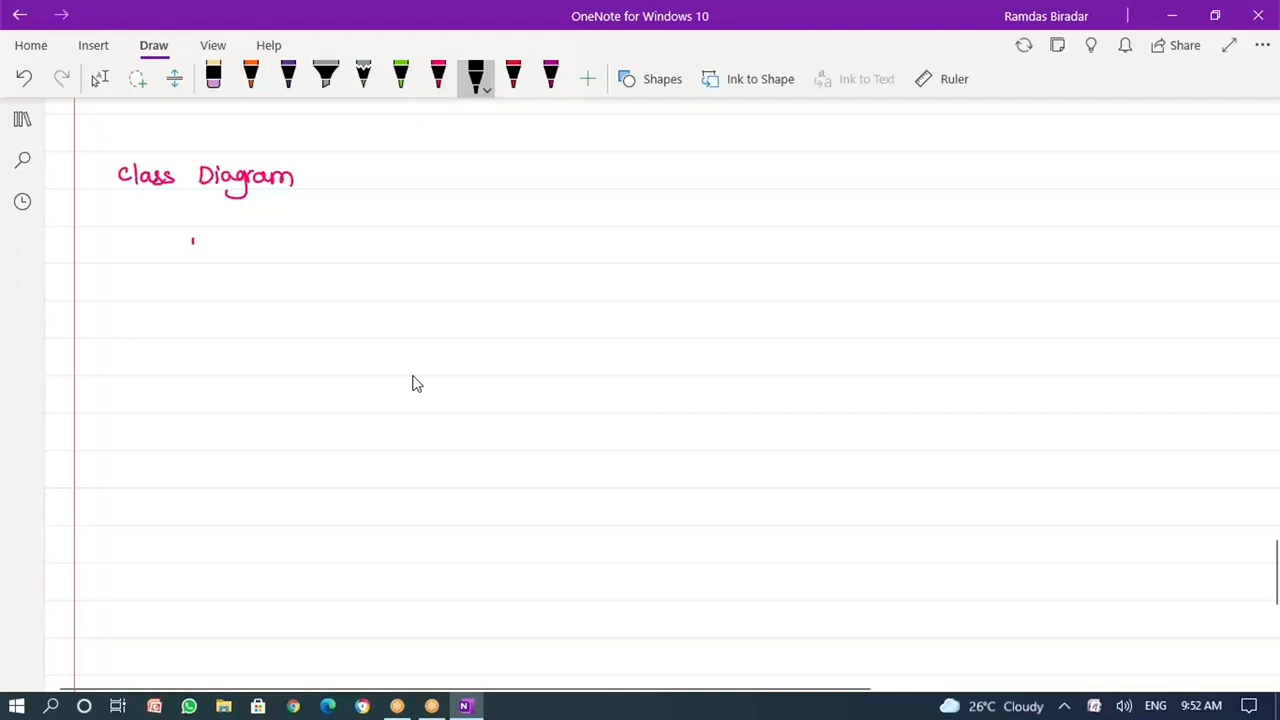 OneNote for Windows 10
Ramdas Biradar
Home Insert Draw View Help
Share
Shapes Ink to Shape Ink to Text Ruler
Class Diagram
26°C Cloudy
ENG
9:52 AM